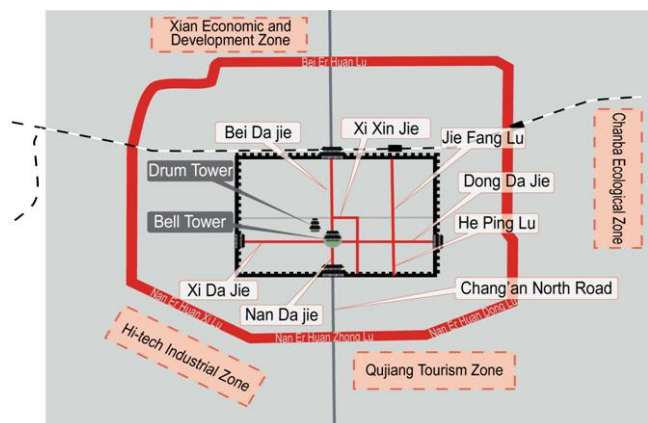 Xian Economic and
Development Zone
Bei Er Huan Lu
Bei Da jie
Xi Xin Jie
Jie Fang Lu
Chanba Ecological Zone
Drum Tower
Dong Da Jie
Bell Tower
He Ping Lu
Xi Da Jie
Nan Da jie
Chang'an North Road
Nan Er Huan Xi Lu
Nan Er Huan Zhong Lu
Nan Er Huan Dong Lu
Hi-tech Industrial Zone
Qujiang Tourism Zone